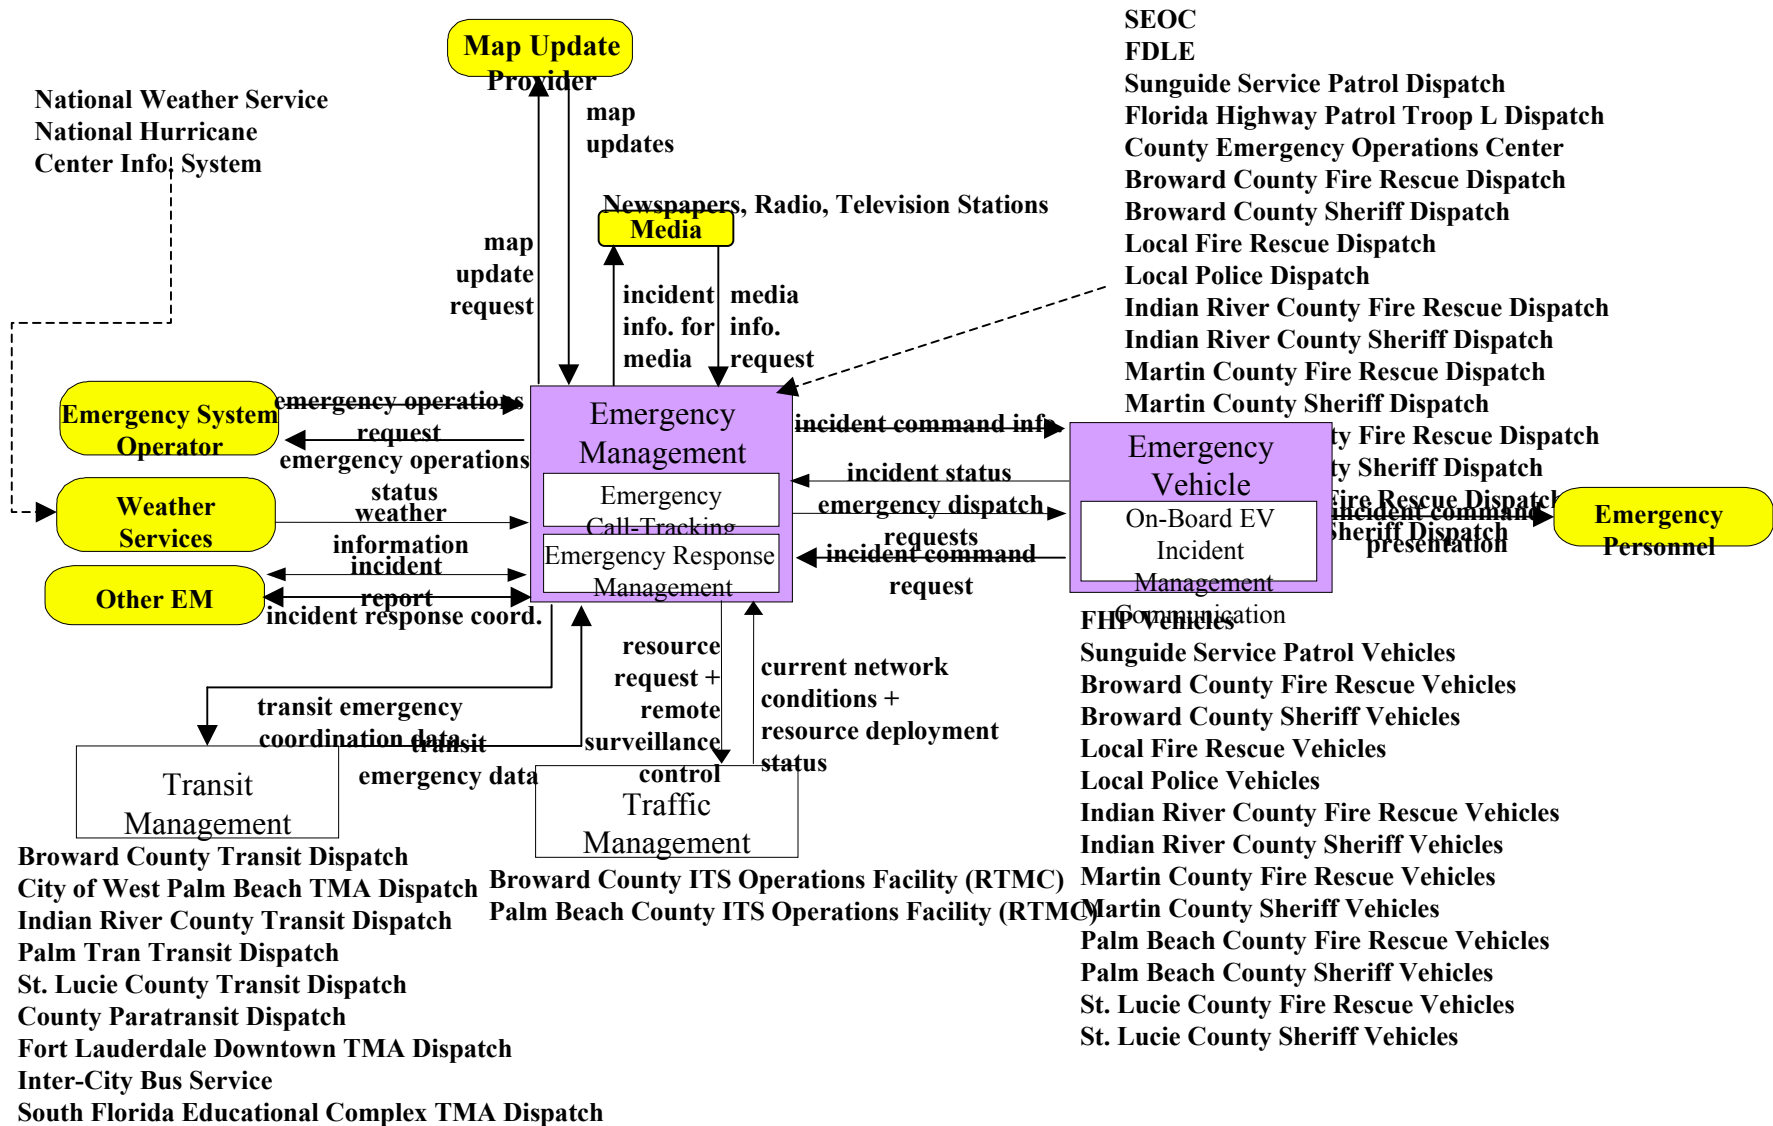 Map Update
Provider
National Weather Service
National Hurricane
Center Info. System
map
updates
map
update
request
Newspapers, Radio, Television Stations
Media
incident
info. for
media
media
info.
request
SEOC
FDLE
Sunguide Service Patrol Dispatch
Florida Highway Patrol Troop L Dispatch
County Emergency Operations Center
Broward County Fire Rescue Dispatch
Broward County Sheriff Dispatch
Local Fire Rescue Dispatch
Local Police Dispatch
Indian River County Fire Rescue Dispatch
Indian River County Sheriff Dispatch
Martin County Fire Rescue Dispatch
Martin County Sheriff Dispatch
ty Fire Rescue Dispatch
ty Sheriff Dispatch
Fire Rescue Dispatch
Sheriff Dispatch
Emergency System
Operator
emergency operations
request
emergency operations
status
Weather
Services
weather
information
Other EM
incident
report
incident response coord.
Emergency
Management
Emergency
Call-Tracking
Emergency Response
Management
incident command info.
incident status
emergency dispatch
requests
incident command
request
Emergency
Vehicle
On-Board EV
Incident
Management
Communication
incident command
presentation
Emergency
Personnel
transit emergency
coordination data
transit
emergency data
resource
request +
remote
surveillance
control
current network
conditions +
resource deployment
status
Transit
Management
Broward County Transit Dispatch
City of West Palm Beach TMA Dispatch
Indian River County Transit Dispatch
Palm Tran Transit Dispatch
St. Lucie County Transit Dispatch
County Paratransit Dispatch
Fort Lauderdale Downtown TMA Dispatch
Inter-City Bus Service
South Florida Educational Complex TMA Dispatch
Traffic
Management
Broward County ITS Operations Facility (RTMC)
Palm Beach County ITS Operations Facility (RTMC)
FHP Vehicles
Sunguide Service Patrol Vehicles
Broward County Fire Rescue Vehicles
Broward County Sheriff Vehicles
Local Fire Rescue Vehicles
Local Police Vehicles
Indian River County Fire Rescue Vehicles
Indian River County Sheriff Vehicles
Martin County Fire Rescue Vehicles
Martin County Sheriff Vehicles
Palm Beach County Fire Rescue Vehicles
Palm Beach County Sheriff Vehicles
St. Lucie County Fire Rescue Vehicles
St. Lucie County Sheriff Vehicles